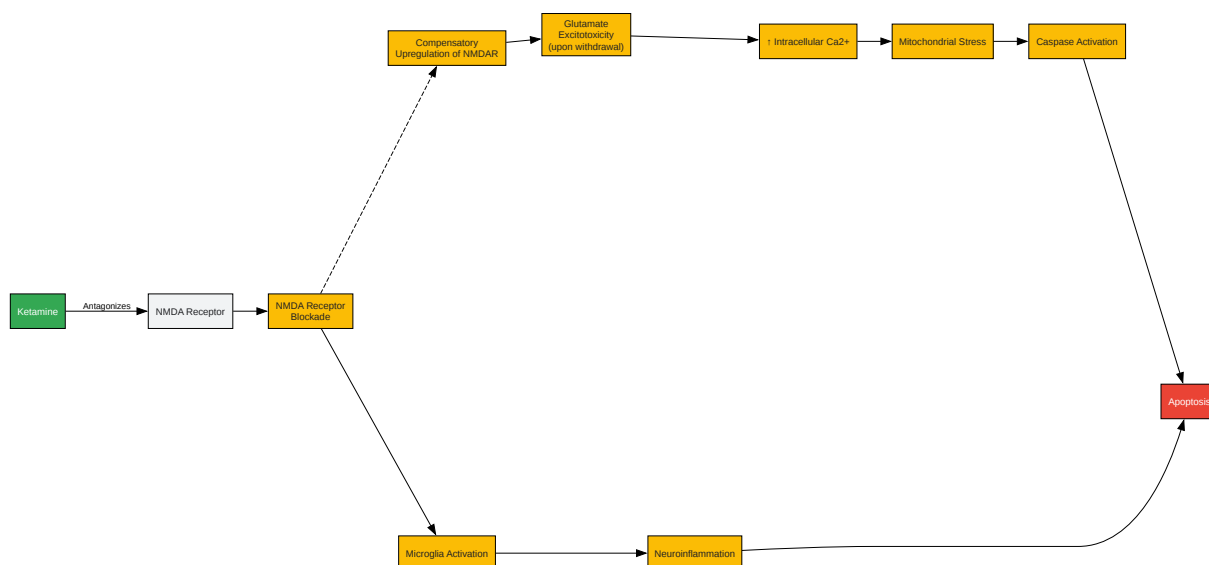 Glutamate
Excitotoxicity
(upon withdrawal)
Compensatory
Upregulation of NMDAR
↑ Intracellular Ca2+
Mitochondrial Stress
Caspase Activation
Ketamine
Antagonizes
NMDA Receptor
NMDA Receptor
Blockade
Apoptosis
Microglia Activation
Neuroinflammation